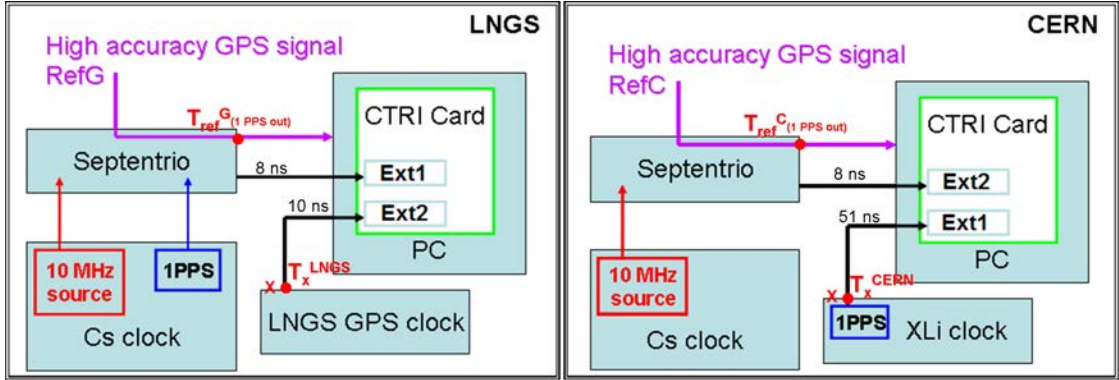 LNGS
High accuracy GPS signal
RefG
T_ref^G (1 PPS out)
CTRI Card
Septentrio
8 ns
Ext1
10 ns
Ext2
PC
10 MHz
source
1PPS
T_x^LNGS
X
LNGS GPS clock
Cs clock
CERN
High accuracy GPS signal
RefC
T_ref^C (1 PPS out)
CTRI Card
Septentrio
8 ns
Ext2
51 ns
Ext1
PC
10 MHz
source
T_x^CERN
X
1PPS
XLi clock
Cs clock